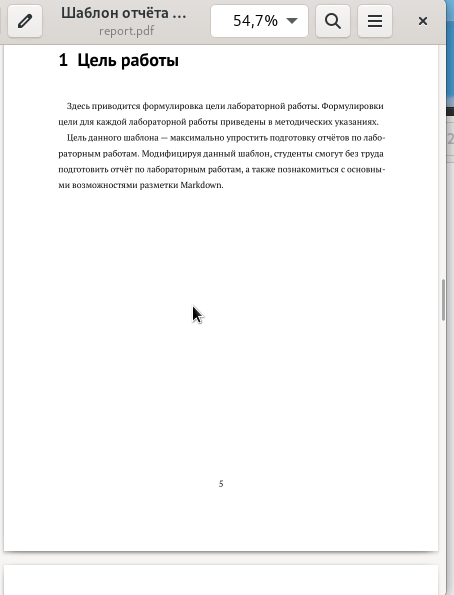 Шаблон отчёта ...
report.pdf
54,7%
1 Цель работы
Здесь приводится формулировка цели лабораторной работы. Формулировки
цели для каждой лабораторной работы приведены в методических указаниях.
Цель данного шаблона — максимально упростить подготовку отчётов по лабо-
раторным работам. Модифицируя данный шаблон, студенты смогут без труда
подготовить отчёт по лабораторным работам, а также познакомиться с основны-
ми возможностями разметки Markdown.
5
2